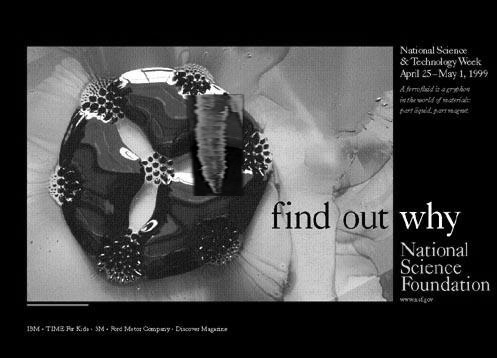 National Science
& Technology Week
April 25–May 1, 1999
A ferrofluid is a gryphon
in the world of materials:
part liquid, part magnet.
find out why
National
Science
Foundation
www.nsf.gov
IBM • TIME For Kids • 3M • Ford Motor Company • Discover Magazine